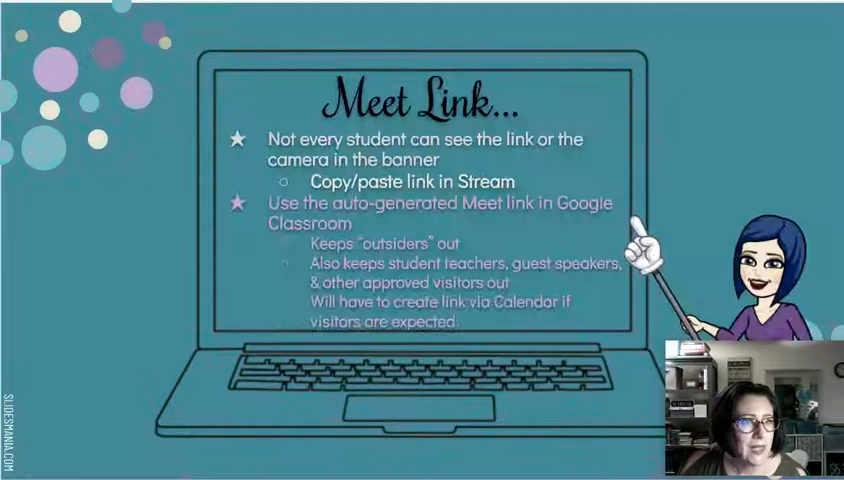 Meet Link...
Not every student can see the link or the
camera in the banner
Copy/paste link in Stream
Use the auto-generated Meet link in Google
Classroom
Keeps "outsiders" out
Also keeps student teachers, guest speakers,
& other approved visitors out
Will have to create link via Calendar if
visitors are expected
SLIDESMANIA.COM